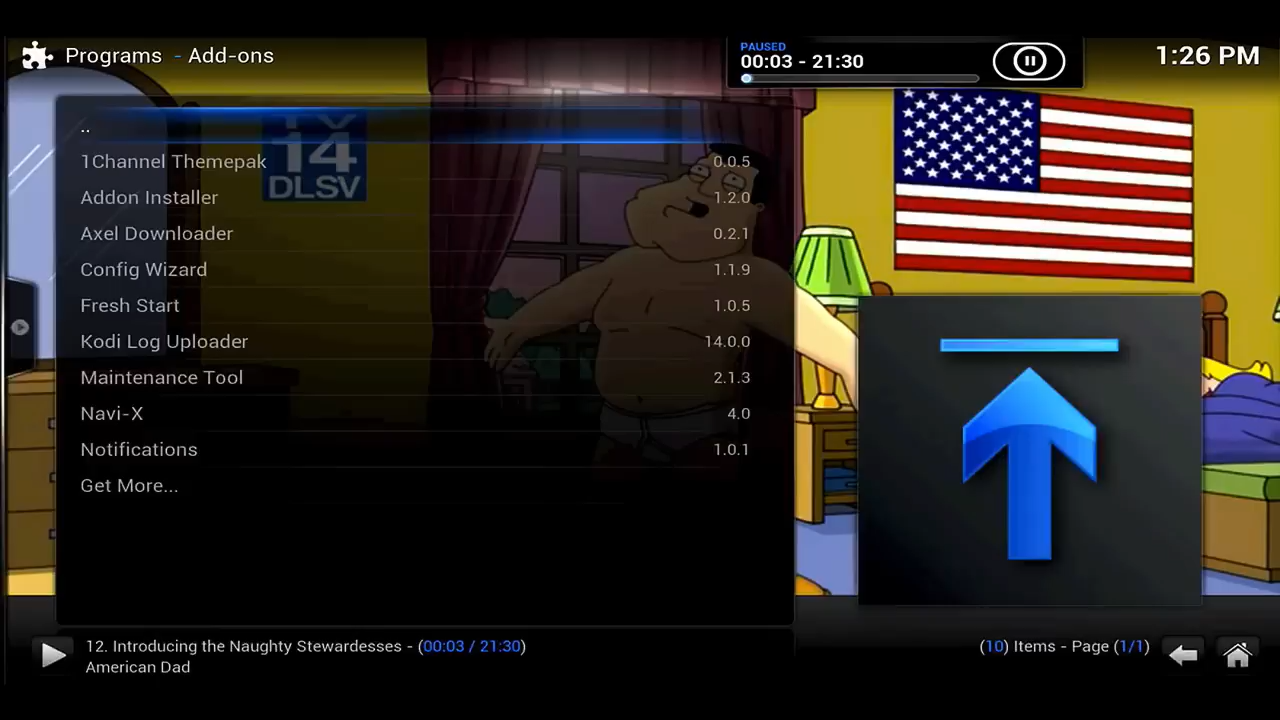 Programs - Add-ons
PAUSED
00:03 - 21:30
1:26 PM
..
TV
14
DLSV
1Channel Themepak 0.0.5
Addon Installer 1.2.0
Axel Downloader 0.2.1
Config Wizard 1.1.9
Fresh Start 1.0.5
Kodi Log Uploader 14.0.0
Maintenance Tool 2.1.3
Navi-X 4.0
Notifications 1.0.1
Get More...
12. Introducing the Naughty Stewardesses - (00:03 / 21:30)
American Dad
(10) Items - Page (1/1)